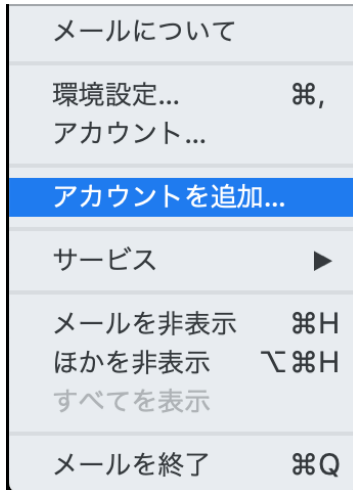 メールについて
環境設定... ⌘,
アカウント...
アカウントを追加...
サービス ▶
メールを非表示 ⌘H
ほかを非表示 ⌥⌘H
すべてを表示
メールを終了 ⌘Q